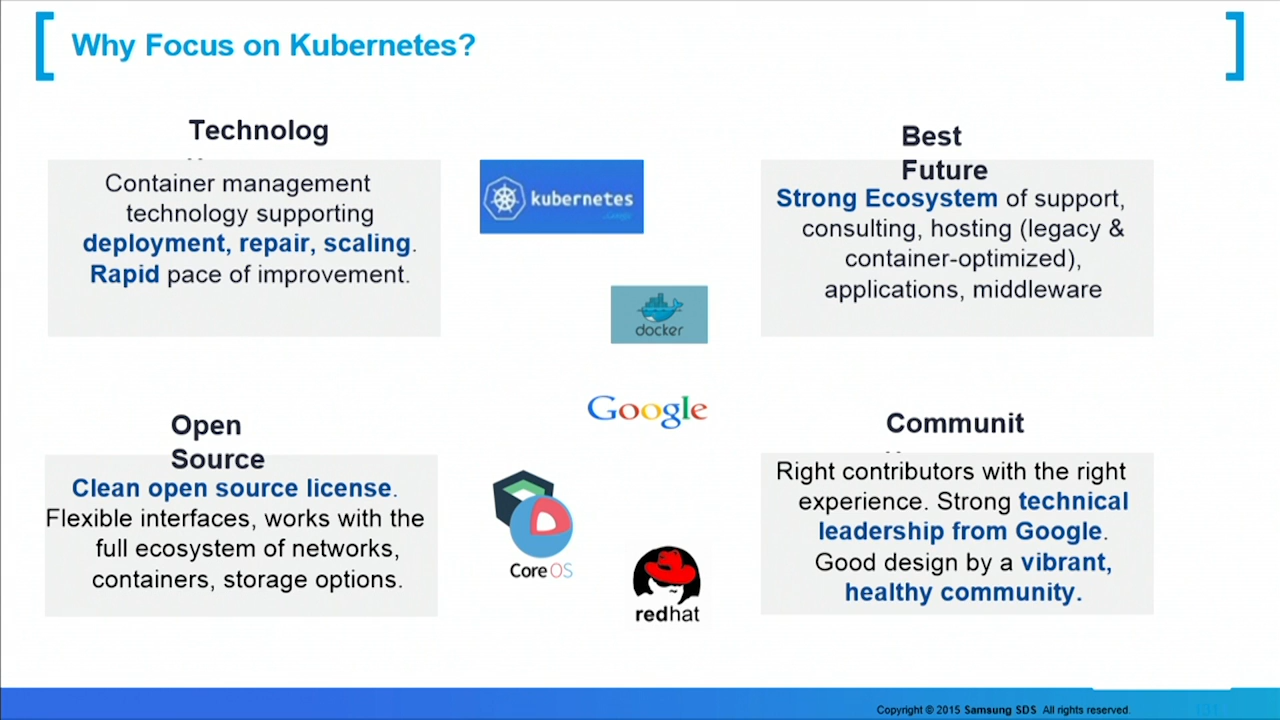 Why Focus on Kubernetes?
Technolog
Container management
technology supporting
deployment, repair, scaling.
Rapid pace of improvement.
kubernetes
Best
Future
Strong Ecosystem of support,
consulting, hosting (legacy &
container-optimized),
applications, middleware
docker
Google
Open
Source
Clean open source license.
Flexible interfaces, works with the
full ecosystem of networks,
containers, storage options.
CoreOS
redhat
Communit
Right contributors with the right
experience. Strong technical
leadership from Google.
Good design by a vibrant,
healthy community.
Copyright © 2015 Samsung SDS All rights reserved.